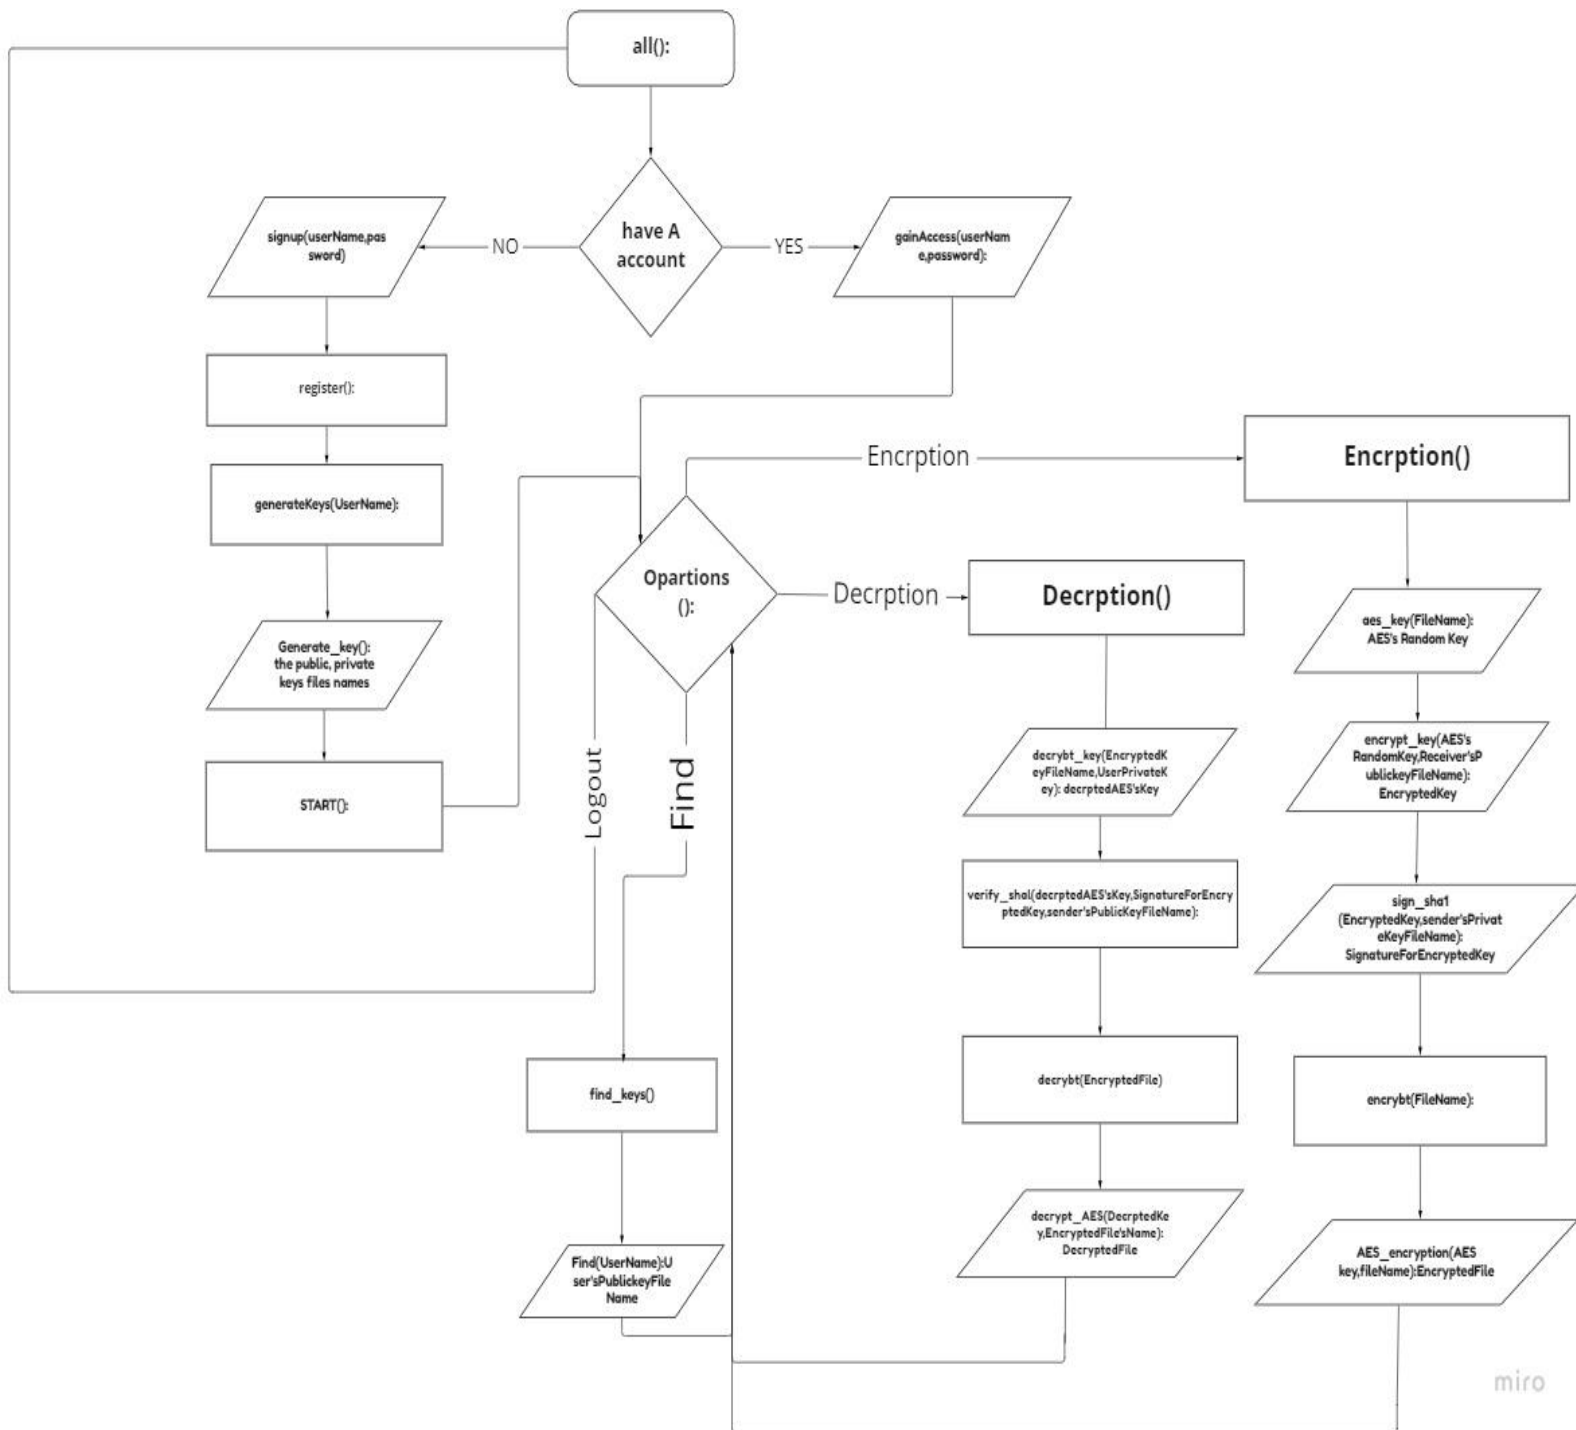 all():
have A
account
NO
YES
signup(userName,pas
sword)
gainAccess(userNam
e,password):
register():
generateKeys(UserName):
Generate_key():
the public, private
keys files names
START():
Opartions
():
Encrption
Encrption()
Decrption
Decrption()
Logout
Find
aes_key(FileName):
AES's Random Key
encrypt_key(AES's
RandomKey,Receiver'sP
ublickeyFileName):
EncryptedKey
sign_sha1
(EncryptedKey,sender'sPrivat
eKeyFileName):
SignatureForEncryptedKey
encrybt(FileName):
AES_encryption(AES
key,fileName):EncryptedFile
decrybt_key(EncryptedK
eyFileName,UserPrivateK
ey): decrptedAES'sKey
verify_sha1(decrptedAES'sKey,SignatureForEncry
ptedKey,sender'sPublicKeyFileName):
decrybt(EncryptedFile)
decrypt_AES(DecrptedKe
y,EncryptedFile'sName):
DecryptedFile
find_keys()
Find(UserName):U
ser'sPublickeyFile
Name
miro